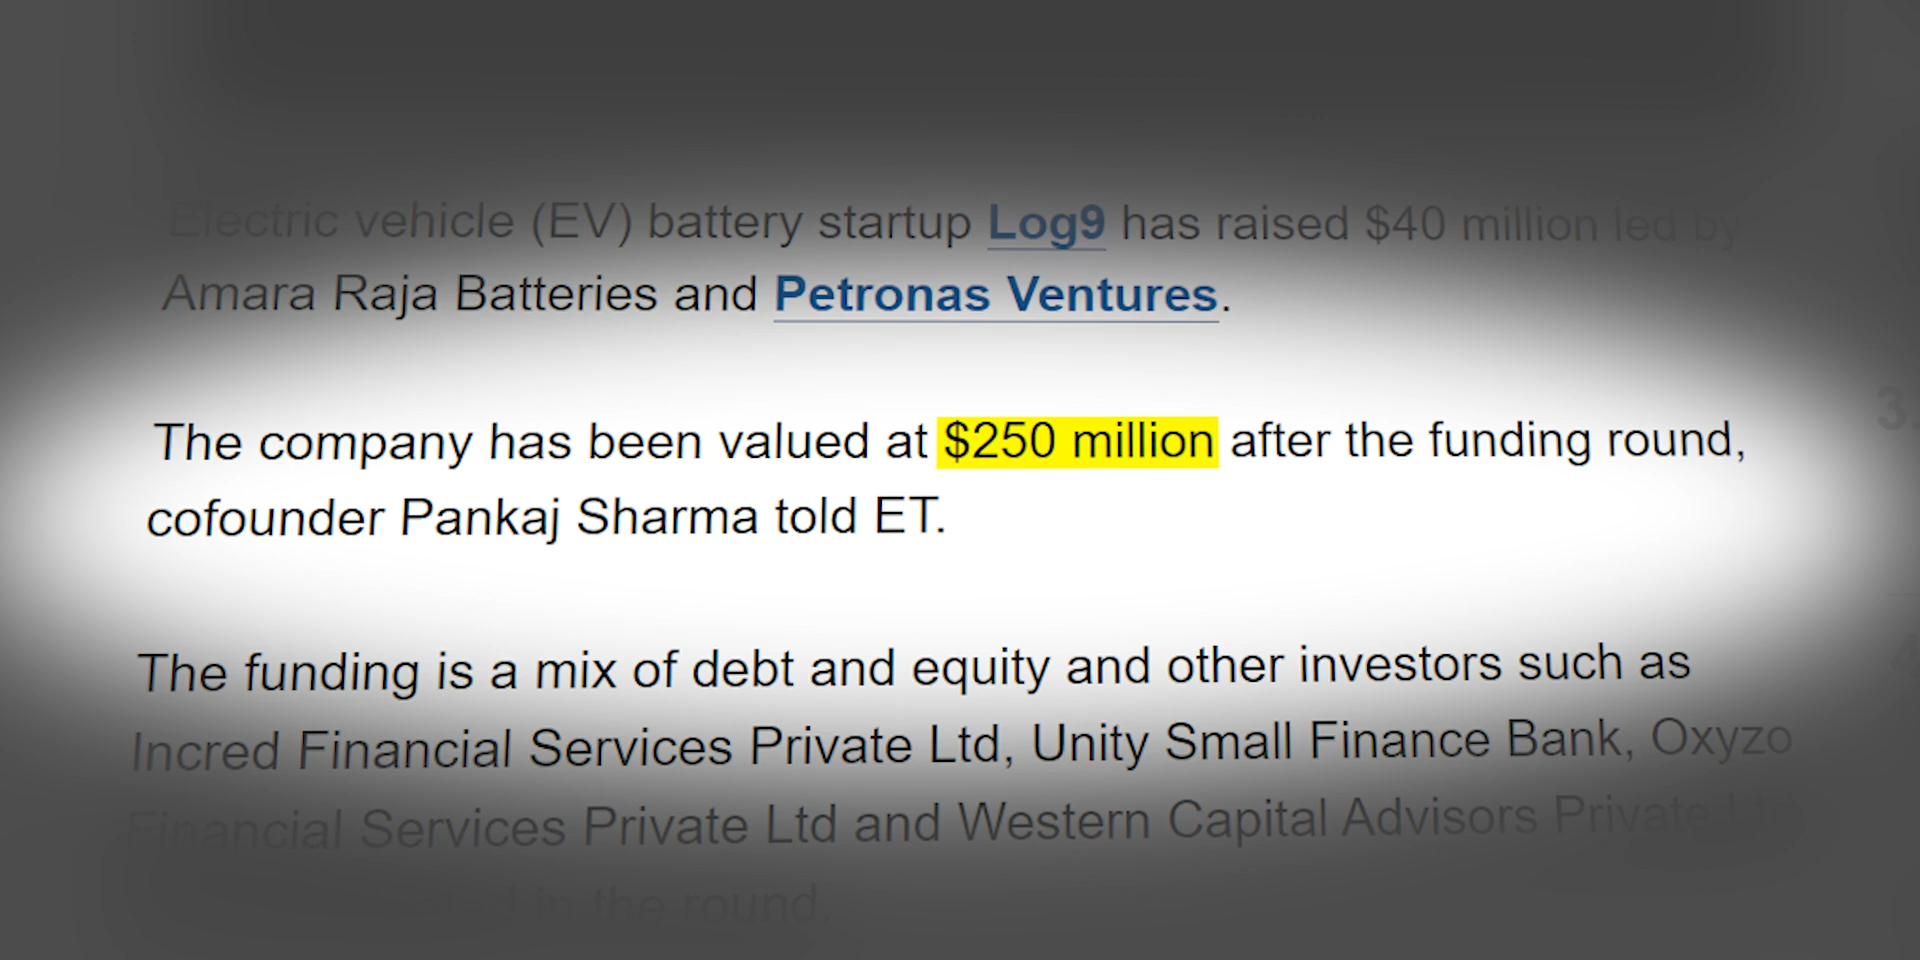 Electric vehicle (EV) battery startup Log9 has raised $40 million led by
Amara Raja Batteries and Petronas Ventures.
The company has been valued at $250 million after the funding round,
cofounder Pankaj Sharma told ET.
The funding is a mix of debt and equity and other investors such as
Incred Financial Services Private Ltd, Unity Small Finance Bank, Oxyzo
Financial Services Private Ltd and Western Capital Advisors Private
in the round.
3.
4